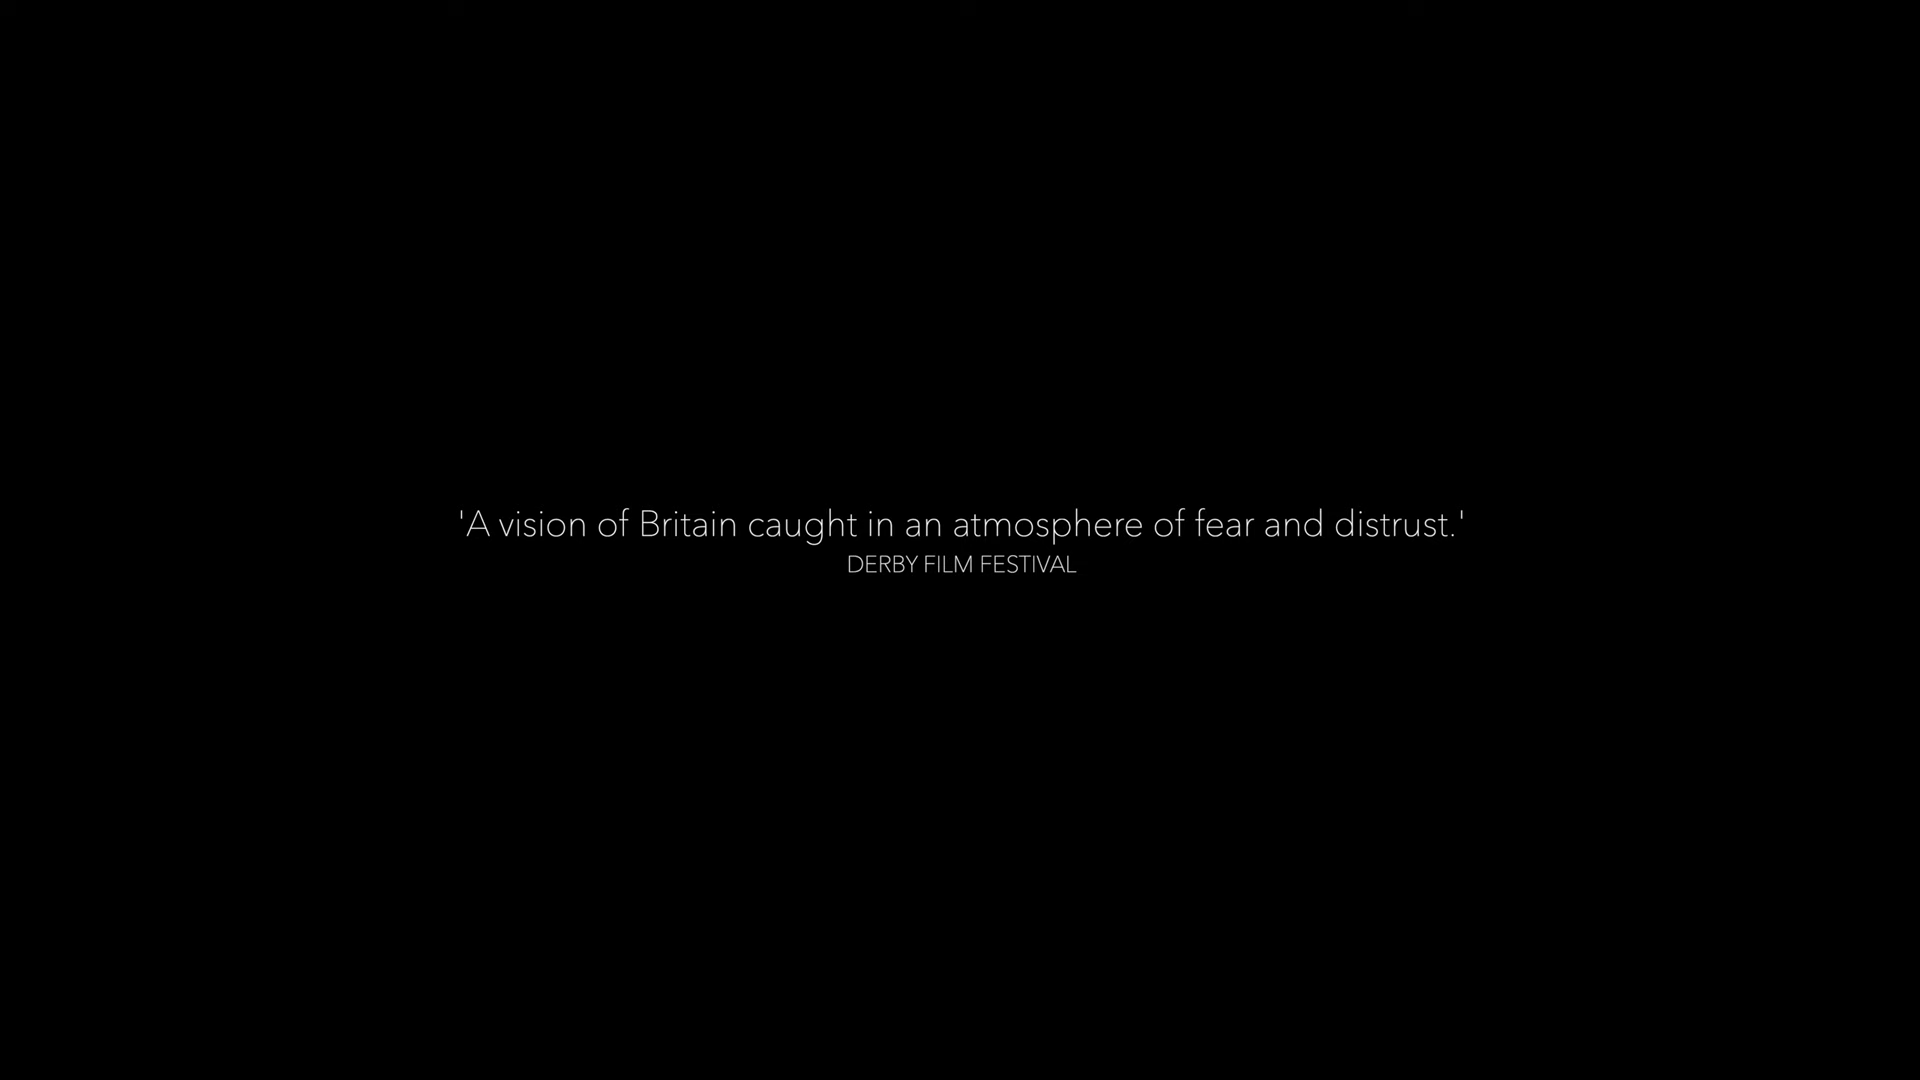 'A vision of Britain caught in an atmosphere of fear and distrust.'
DERBY FILM FESTIVAL